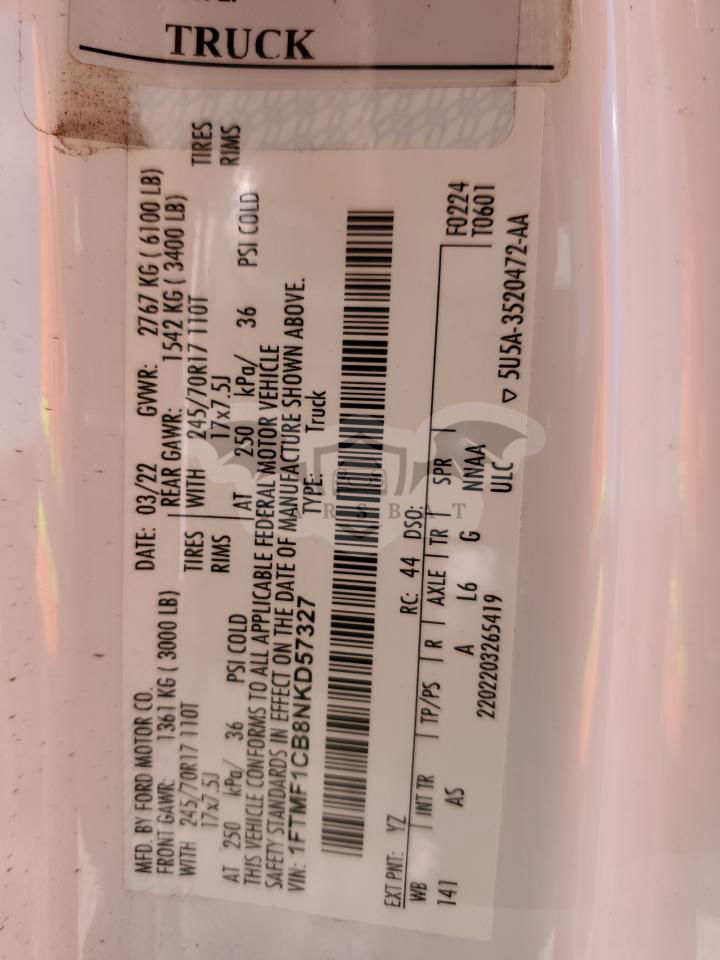 TRUCK
MFD. BY FORD MOTOR CO. DATE: 03/22 GVWR: 2767 KG ( 6100 LB)
FRONT GAWR: 1361 KG ( 3000 LB) REAR GAWR: 1542 KG ( 3400 LB)
WITH 245/70R17 110T TIRES WITH 245/70R17 110T TIRES
17x7.5J RIMS 17x7.5J RIMS
AT 250 kPa/ 36 PSI COLD AT 250 kPa/ 36 PSI COLD
THIS VEHICLE CONFORMS TO ALL APPLICABLE FEDERAL MOTOR VEHICLE
SAFETY STANDARDS IN EFFECT ON THE DATE OF MANUFACTURE SHOWN ABOVE.
VIN: 1FTMF1CB8NKD57327 TYPE: Truck
EXT PNT: YZ RC: 44 DSO: F0224
WB INT TR TP/PS R AXLE TR SPR T0601
141 AS A L6 G NNAA
2202203265419 ULC ▽ 5U5A-3520472-AA